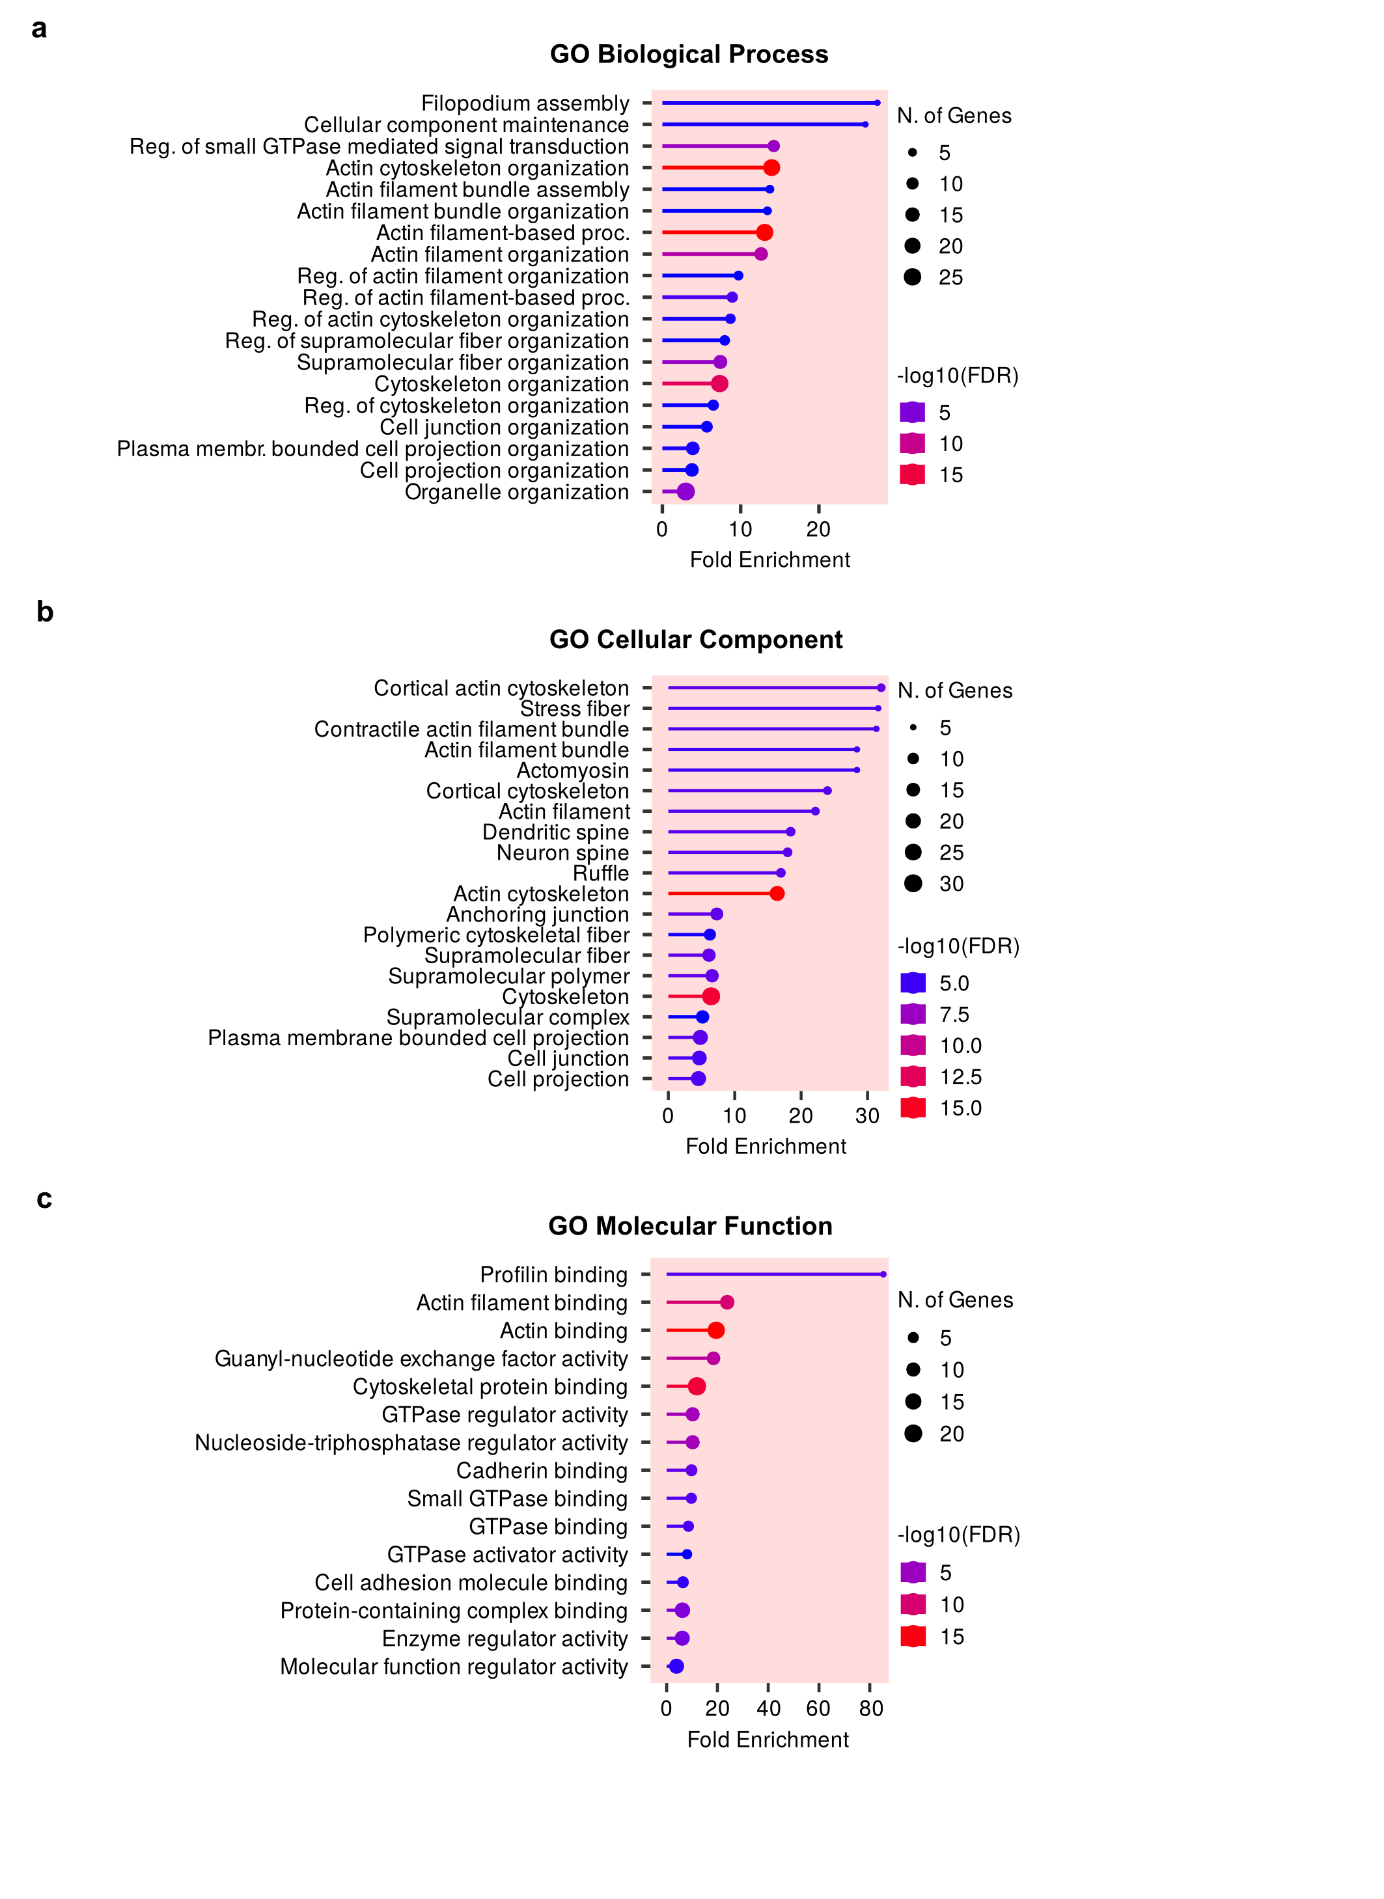 a
GO Biological Process
Filopodium assembly
Cellular component maintenance
Reg. of small GTPase mediated signal transduction
Actin cytoskeleton organization
Actin filament bundle assembly
Actin filament bundle organization
Actin filament-based proc.
Actin filament organization
Reg. of actin filament organization
Reg. of actin filament-based proc.
Reg. of actin cytoskeleton organization
Reg. of supramolecular fiber organization
Supramolecular fiber organization
Cytoskeleton organization
Reg. of cytoskeleton organization
Cell junction organization
Plasma membr. bounded cell projection organization
Cell projection organization
Organelle organization
0 10 20
Fold Enrichment
N. of Genes
5
10
15
20
25
-log10(FDR)
5
10
15
b
GO Cellular Component
Cortical actin cytoskeleton
Stress fiber
Contractile actin filament bundle
Actin filament bundle
Actomyosin
Cortical cytoskeleton
Actin filament
Dendritic spine
Neuron spine
Ruffle
Actin cytoskeleton
Anchoring junction
Polymeric cytoskeletal fiber
Supramolecular fiber
Supramolecular polymer
Cytoskeleton
Supramolecular complex
Plasma membrane bounded cell projection
Cell junction
Cell projection
0 10 20 30
Fold Enrichment
N. of Genes
5
10
15
20
25
30
-log10(FDR)
5.0
7.5
10.0
12.5
15.0
c
GO Molecular Function
Profilin binding
Actin filament binding
Actin binding
Guanyl-nucleotide exchange factor activity
Cytoskeletal protein binding
GTPase regulator activity
Nucleoside-triphosphatase regulator activity
Cadherin binding
Small GTPase binding
GTPase binding
GTPase activator activity
Cell adhesion molecule binding
Protein-containing complex binding
Enzyme regulator activity
Molecular function regulator activity
0 20 40 60 80
Fold Enrichment
N. of Genes
5
10
15
20
-log10(FDR)
5
10
15